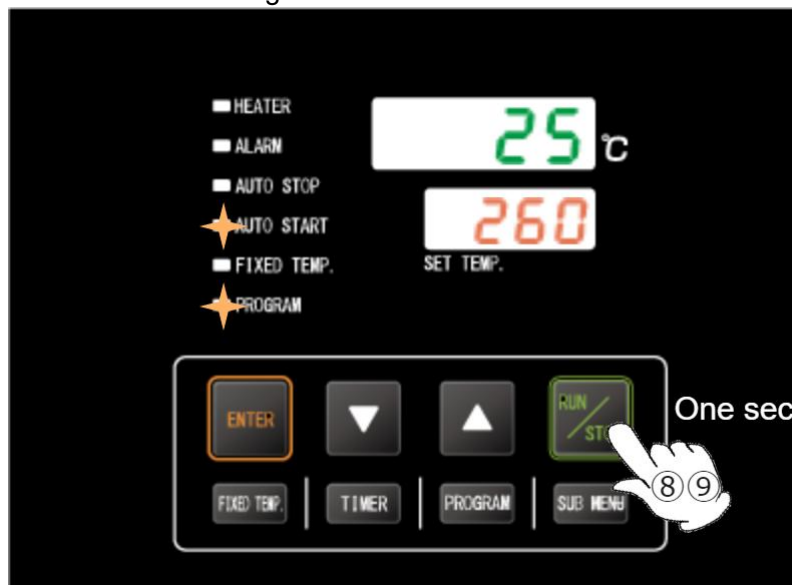 HEATER
25 ℃
ALARM
AUTO STOP
AUTO START
260
FIXED TEMP.
SET TEMP.
PROGRAM
ENTER
RUN
One sec
⑧⑨
FIXED TEMP.
TIMER
PROGRAM
SUB MENU